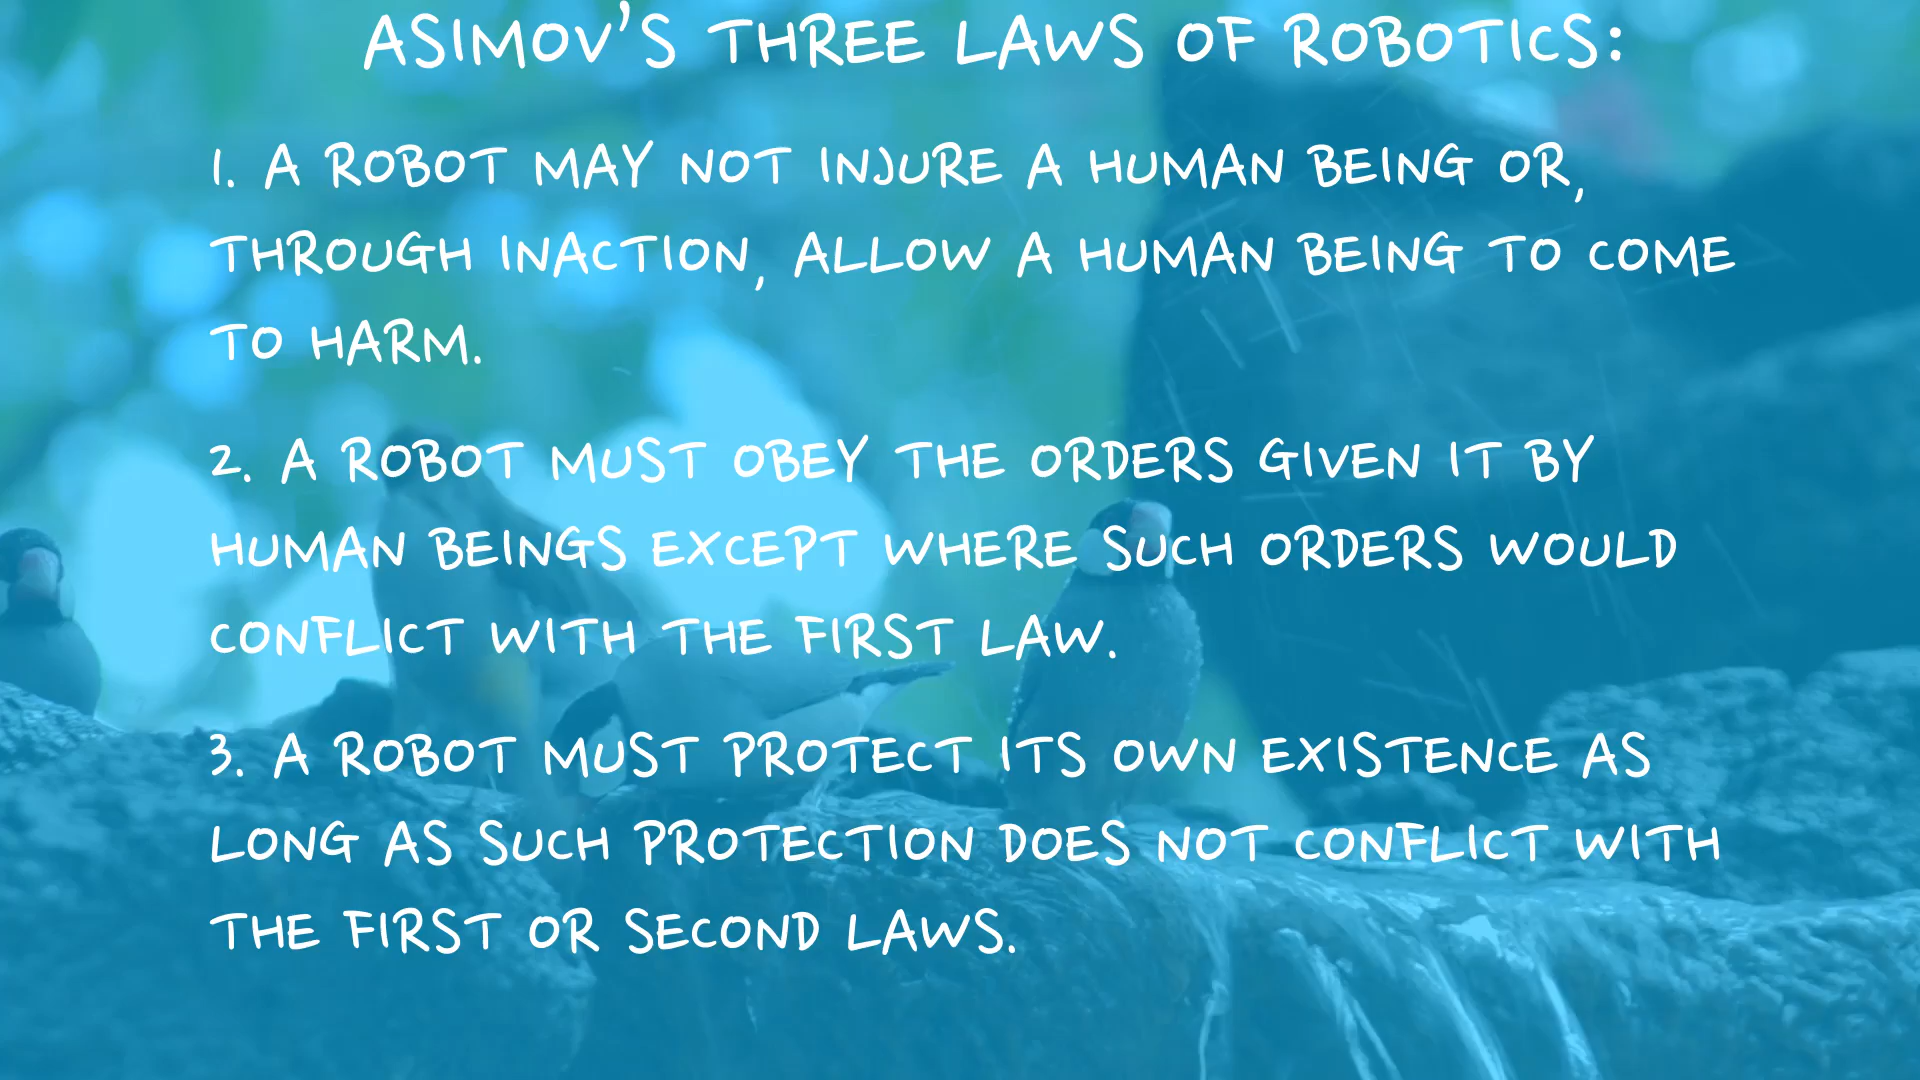 ASIMOV'S THREE LAWS OF ROBOTICS:
1. A ROBOT MAY NOT INJURE A HUMAN BEING OR,
THROUGH INACTION, ALLOW A HUMAN BEING TO COME
TO HARM.
2. A ROBOT MUST OBEY THE ORDERS GIVEN IT BY
HUMAN BEINGS EXCEPT WHERE SUCH ORDERS WOULD
CONFLICT WITH THE FIRST LAW.
3. A ROBOT MUST PROTECT ITS OWN EXISTENCE AS
LONG AS SUCH PROTECTION DOES NOT CONFLICT WITH
THE FIRST OR SECOND LAWS.